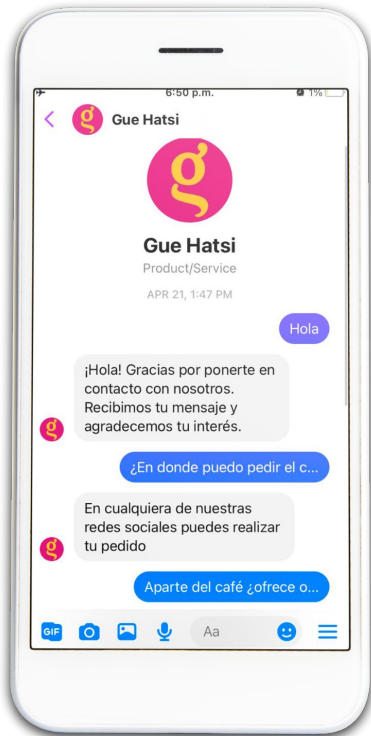 6:50 p.m.
1%
Gue Hatsi
g
g
Gue Hatsi
Product/Service
APR 21, 1:47 PM
Hola
¡Hola! Gracias por ponerte en
contacto con nosotros.
Recibimos tu mensaje y
agradecemos tu interés.
g
¿En donde puedo pedir el c...
En cualquiera de nuestras
redes sociales puedes realizar
tu pedido
g
Aparte del café ¿ofrece o...
GIF
Aa